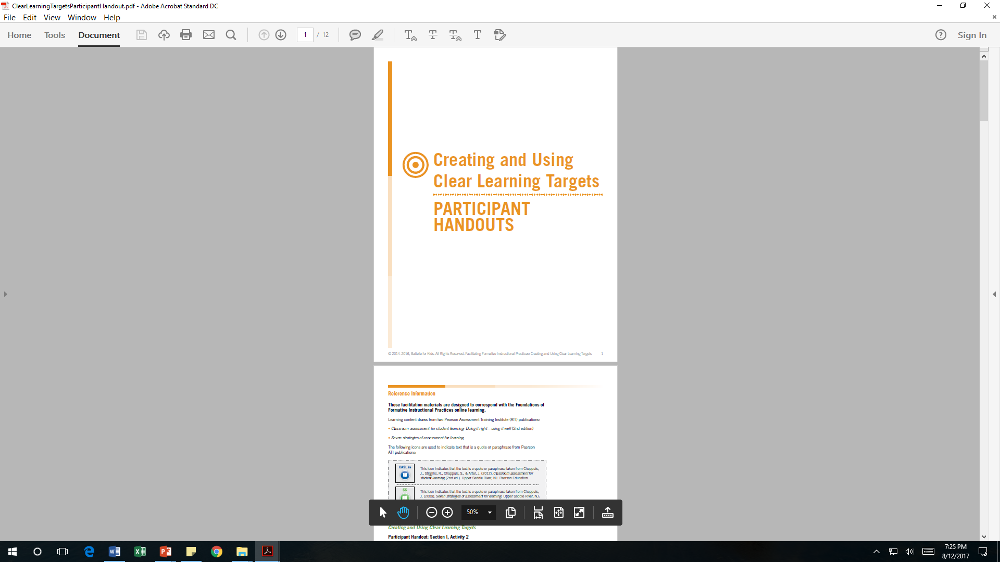 ClearLearningTargetsParticipantHandout.pdf - Adobe Acrobat Standard DC
File Edit View Window Help
Home Tools Document 1 / 12 Sign In
Creating and Using
Clear Learning Targets
PARTICIPANT
HANDOUTS
© 2014–2016, Battelle for Kids. All Rights Reserved. Facilitating Formative Instructional Practices: Creating and Using Clear Learning Targets 1
Reference Information
These facilitation materials are designed to correspond with the Foundations of
Formative Instructional Practices online learning.
Learning content draws from two Pearson Assessment Training Institute (ATI) publications:
• Classroom assessment for student learning: Doing it right—using it well (2nd edition)
• Seven strategies of assessment for learning
The following icons are used to indicate text that is a quote or paraphrase from Pearson
ATI publications:
CASL 2e
This icon indicates that the text is a quote or paraphrase taken from Chappuis,
J., Stiggins, R., Chappuis, S., & Arter, J. (2012). Classroom assessment for
student learning (2nd ed.). Upper Saddle River, NJ: Pearson Education.
SS
This icon indicates that the text is a quote or paraphrase taken from Chappuis,
J. (2009). Seven strategies of assessment for learning. Upper Saddle River, NJ:
50%
Creating and Using Clear Learning Targets
Participant Handout: Section I, Activity 2
7:25 PM
8/12/2017